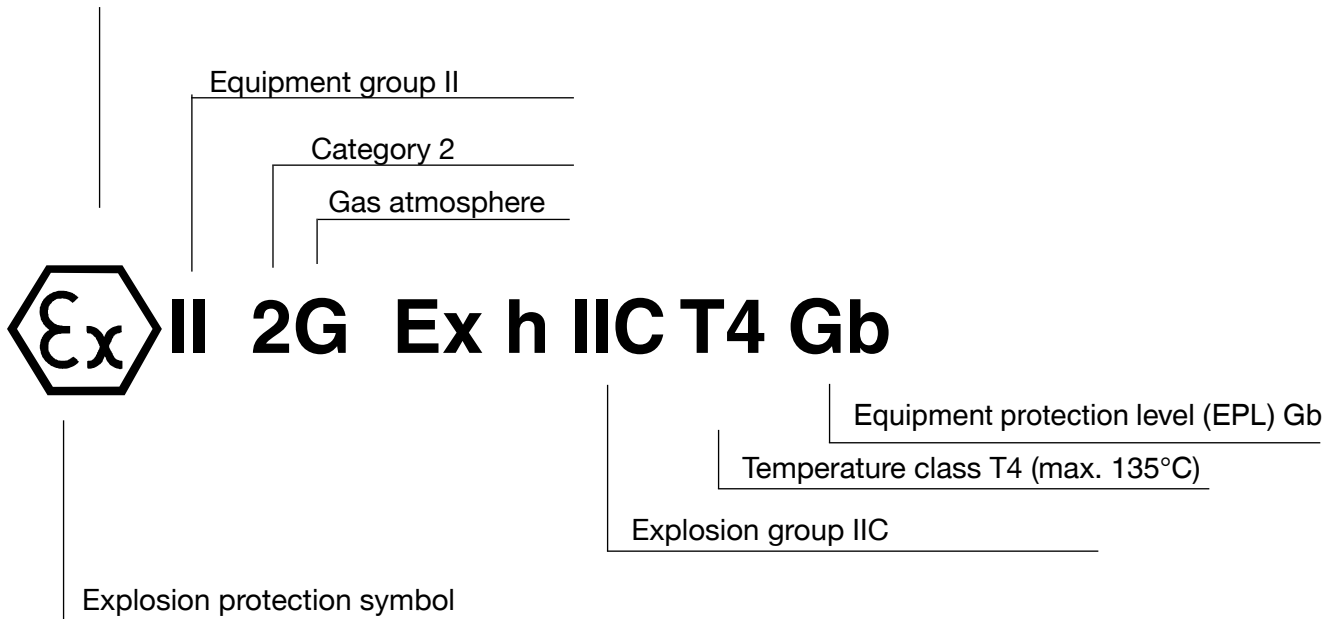 Equipment group II
Category 2
Gas atmosphere
Ex II 2G Ex h IIC T4 Gb
Equipment protection level (EPL) Gb
Temperature class T4 (max. 135°C)
Explosion group IIC
Explosion protection symbol